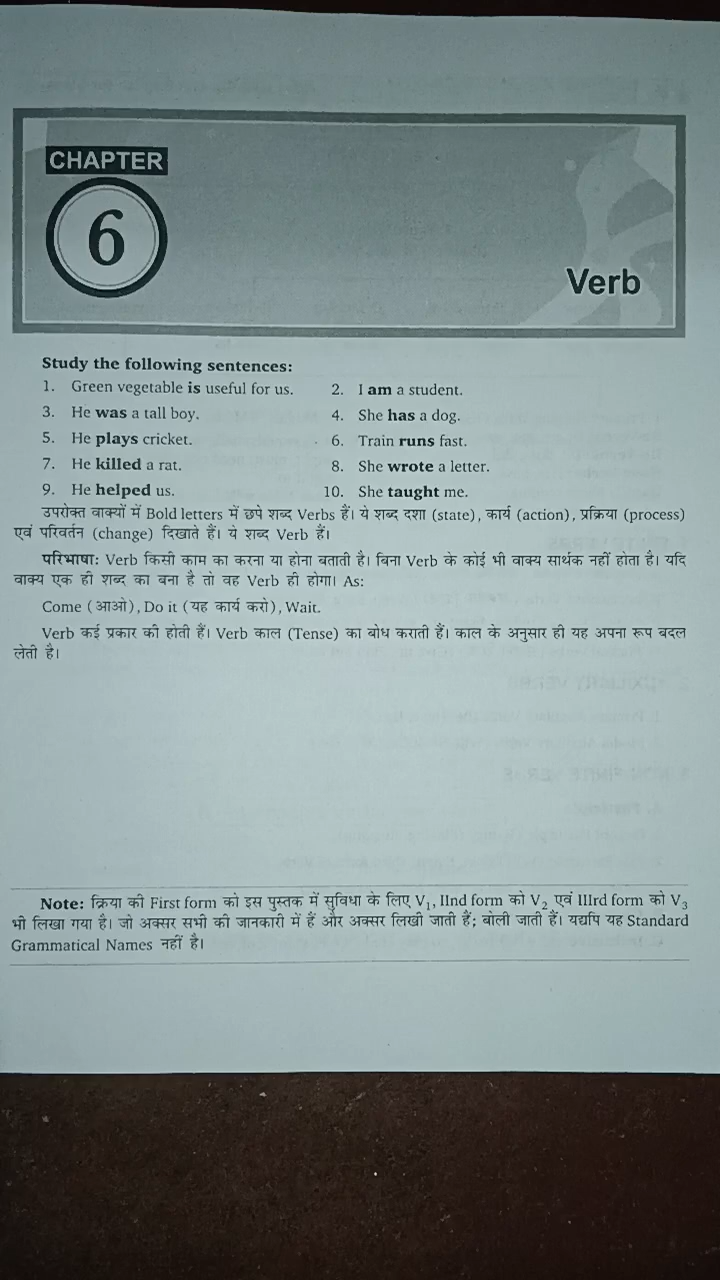 CHAPTER
6
Verb
Study the following sentences:
1. Green vegetable is useful for us. 2. I am a student.
3. He was a tall boy. 4. She has a dog.
5. He plays cricket. 6. Train runs fast.
7. He killed a rat. 8. She wrote a letter.
9. He helped us. 10. She taught me.
उपरोक्त वाक्यों में Bold letters में छपे शब्द Verbs हैं। ये शब्द दशा (state), कार्य (action), प्रक्रिया (process)
एवं परिवर्तन (change) दिखाते हैं। ये शब्द Verb हैं।
परिभाषा: Verb किसी काम का करना या होना बताती है। बिना Verb के कोई भी वाक्य सार्थक नहीं होता है। यदि
वाक्य एक ही शब्द का बना है तो वह Verb ही होगा। As:
Come (आओ), Do it (यह कार्य करो), Wait.
Verb कई प्रकार की होती हैं। Verb काल (Tense) का बोध कराती हैं। काल के अनुसार ही यह अपना रूप बदल
लेती है।
Note: क्रिया की First form को इस पुस्तक में सुविधा के लिए V₁, IInd form को V₂ एवं IIIrd form को V₃
भी लिखा गया है। जो अक्सर सभी की जानकारी में हैं और अक्सर लिखी जाती हैं; बोली जाती हैं। यद्यपि यह Standard
Grammatical Names नहीं है।